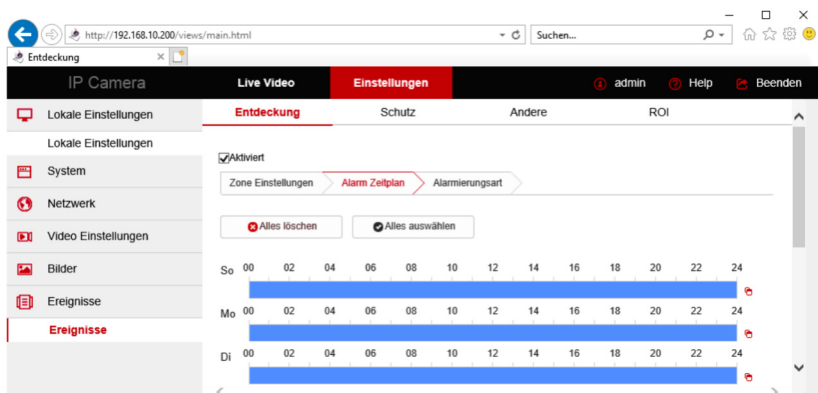 http://192.168.10.200/views/main.html
Suchen...
Entdeckung
IP Camera
Live Video
Einstellungen
admin
Help
Beenden
Lokale Einstellungen
Lokale Einstellungen
System
Netzwerk
Video Einstellungen
Bilder
Ereignisse
Ereignisse
Entdeckung
Schutz
Andere
ROI
Aktiviert
Zone Einstellungen
Alarm Zeitplan
Alarmierungsart
Alles löschen
Alles auswählen
So 00 02 04 06 08 10 12 14 16 18 20 22 24
Mo 00 02 04 06 08 10 12 14 16 18 20 22 24
Di 00 02 04 06 08 10 12 14 16 18 20 22 24